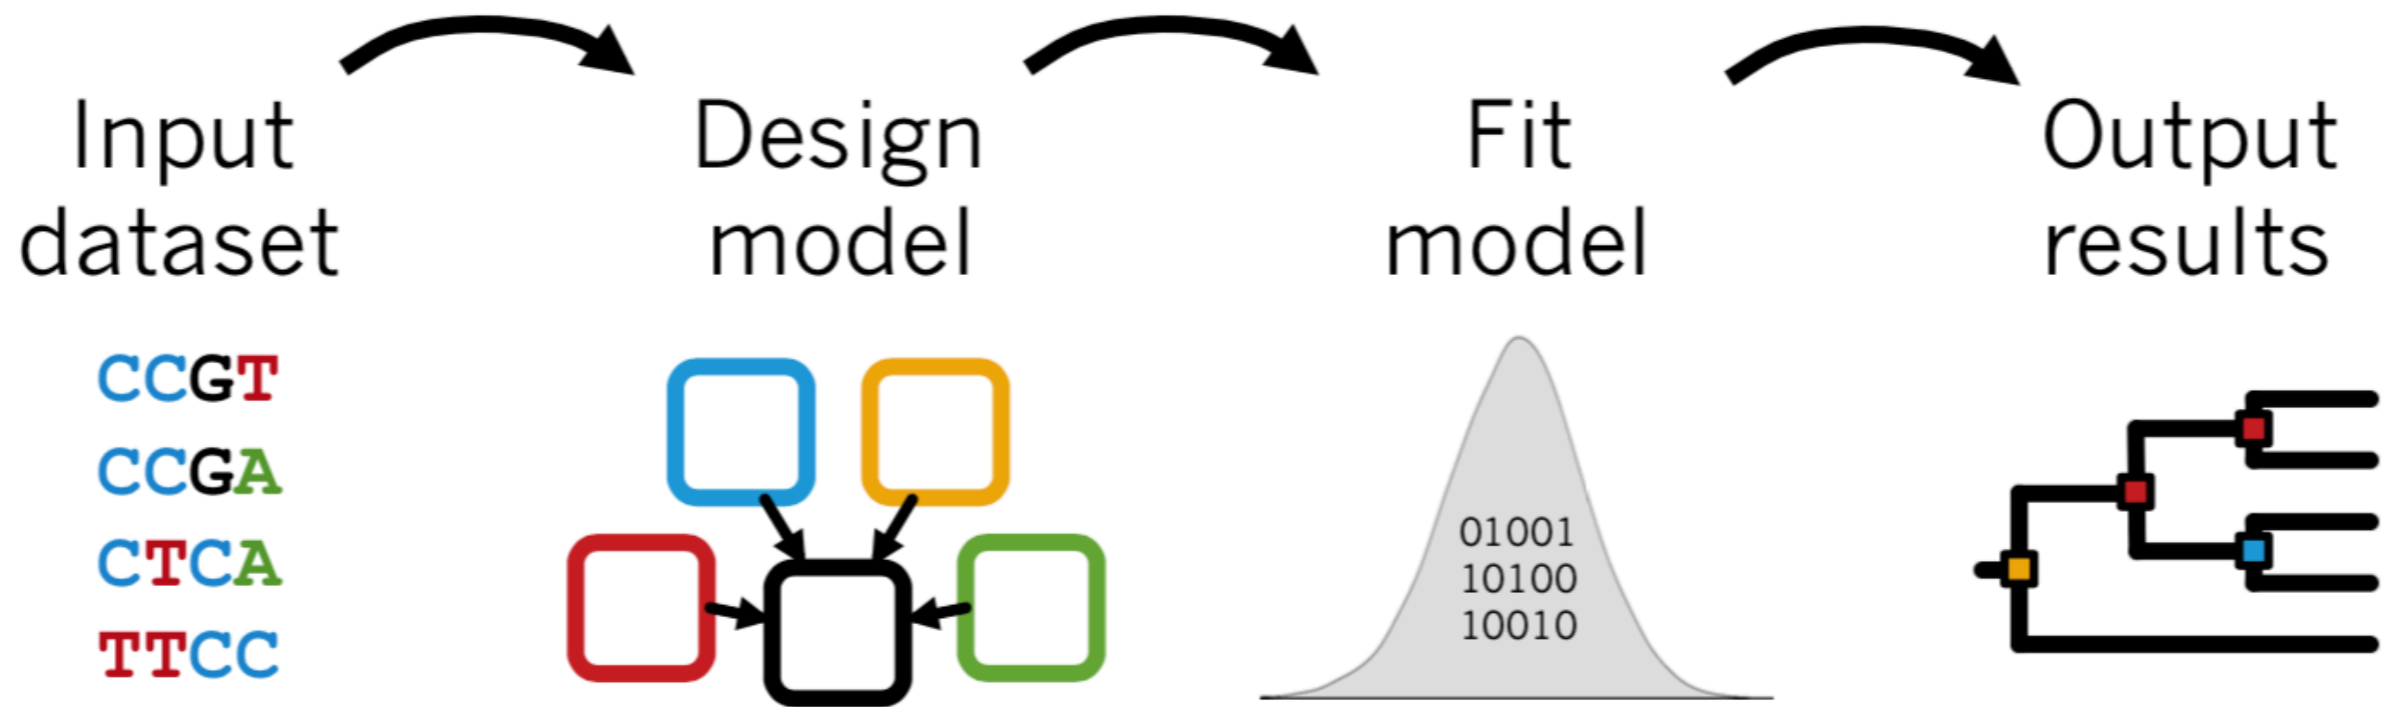 Input
dataset
Design
model
Fit
model
Output
results
CCGT
CCGA
CTCA
TTCC
01001
10100
10010